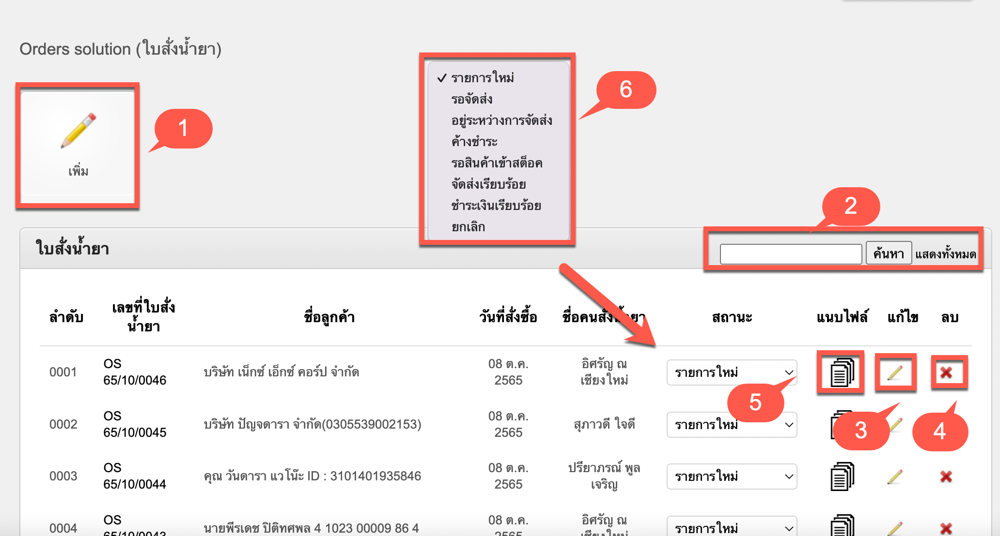 Orders solution (ใบสั่งน้ำยา)
1
เพิ่ม
✓ รายการใหม่
รอจัดส่ง
อยู่ระหว่างการจัดส่ง
ค้างชำระ
รอสินค้าเข้าสต็อค
จัดส่งเรียบร้อย
ชำระเงินเรียบร้อย
ยกเลิก
6
2
ใบสั่งน้ำยา
ค้นหา แสดงทั้งหมด
ลำดับ เลขที่ใบสั่งน้ำยา ชื่อลูกค้า วันที่สั่งซื้อ ชื่อคนสั่งน้ำยา สถานะ แนบไฟล์ แก้ไข ลบ
0001 OS 65/10/0046 บริษัท เน็กซ์ เอ็กซ์ คอร์ป จำกัด 08 ต.ค. 2565 อิศรัญ ณ เชียงใหม่ รายการใหม่
5
3
4
0002 OS 65/10/0045 บริษัท ปัญจดารา จำกัด(0305539002153) 08 ต.ค. 2565 สุภาวดี ใจดี รายการใหม่
0003 OS 65/10/0044 คุณ วันดารา แวโน๊ะ ID : 3101401935846 08 ต.ค. 2565 ปรียาภรณ์ พูลเจริญ รายการใหม่
0004 OS 65/10/0043 นายพีรเดช ปิติทศพล 4 1023 00009 86 4 08 ต.ค. 2565 อิศรัญ ณ เชียงใหม่ รายการใหม่